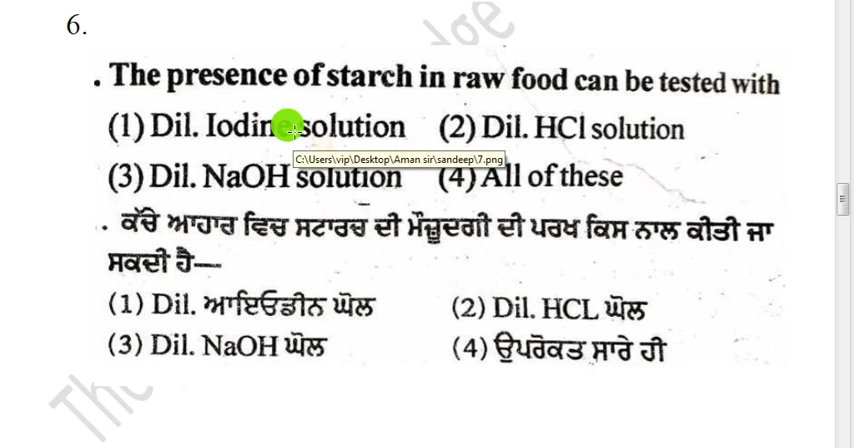 6.
. The presence of starch in raw food can be tested with
(1) Dil. Iodine solution (2) Dil. HCl solution
C:\Users\vip\Desktop\Aman sir\sandeep\7.png
(3) Dil. NaOH solution (4) All of these
. ਕੱਚੇ ਆਹਾਰ ਵਿਚ ਸਟਾਰਚ ਦੀ ਮੌਜੂਦਗੀ ਦੀ ਪਰਖ ਕਿਸ ਨਾਲ ਕੀਤੀ ਜਾ
ਸਕਦੀ ਹੈ—
(1) Dil. ਆਇਓਡੀਨ ਘੋਲ (2) Dil. HCL ਘੋਲ
(3) Dil. NaOH ਘੋਲ (4) ਉਪਰੋਕਤ ਸਾਰੇ ਹੀ